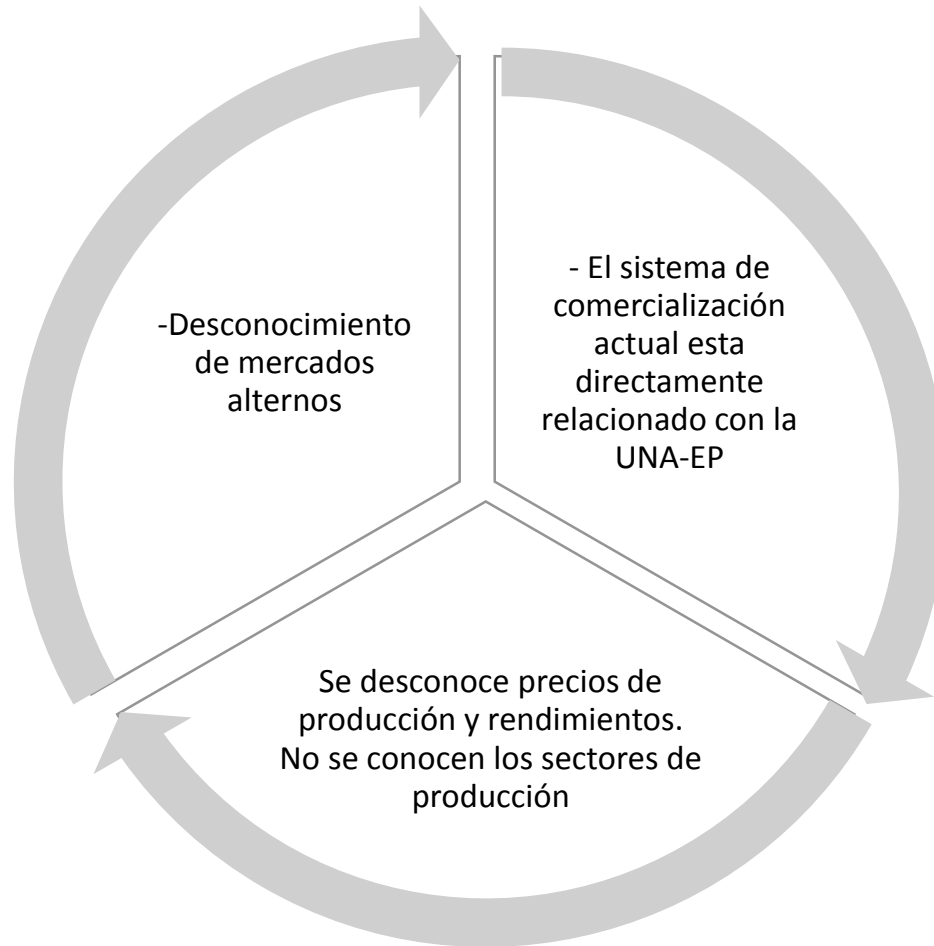 -Desconocimiento
de mercados
alternos
- El sistema de
comercialización
actual esta
directamente
relacionado con la
UNA-EP
Se desconoce precios de
producción y rendimientos.
No se conocen los sectores de
producción